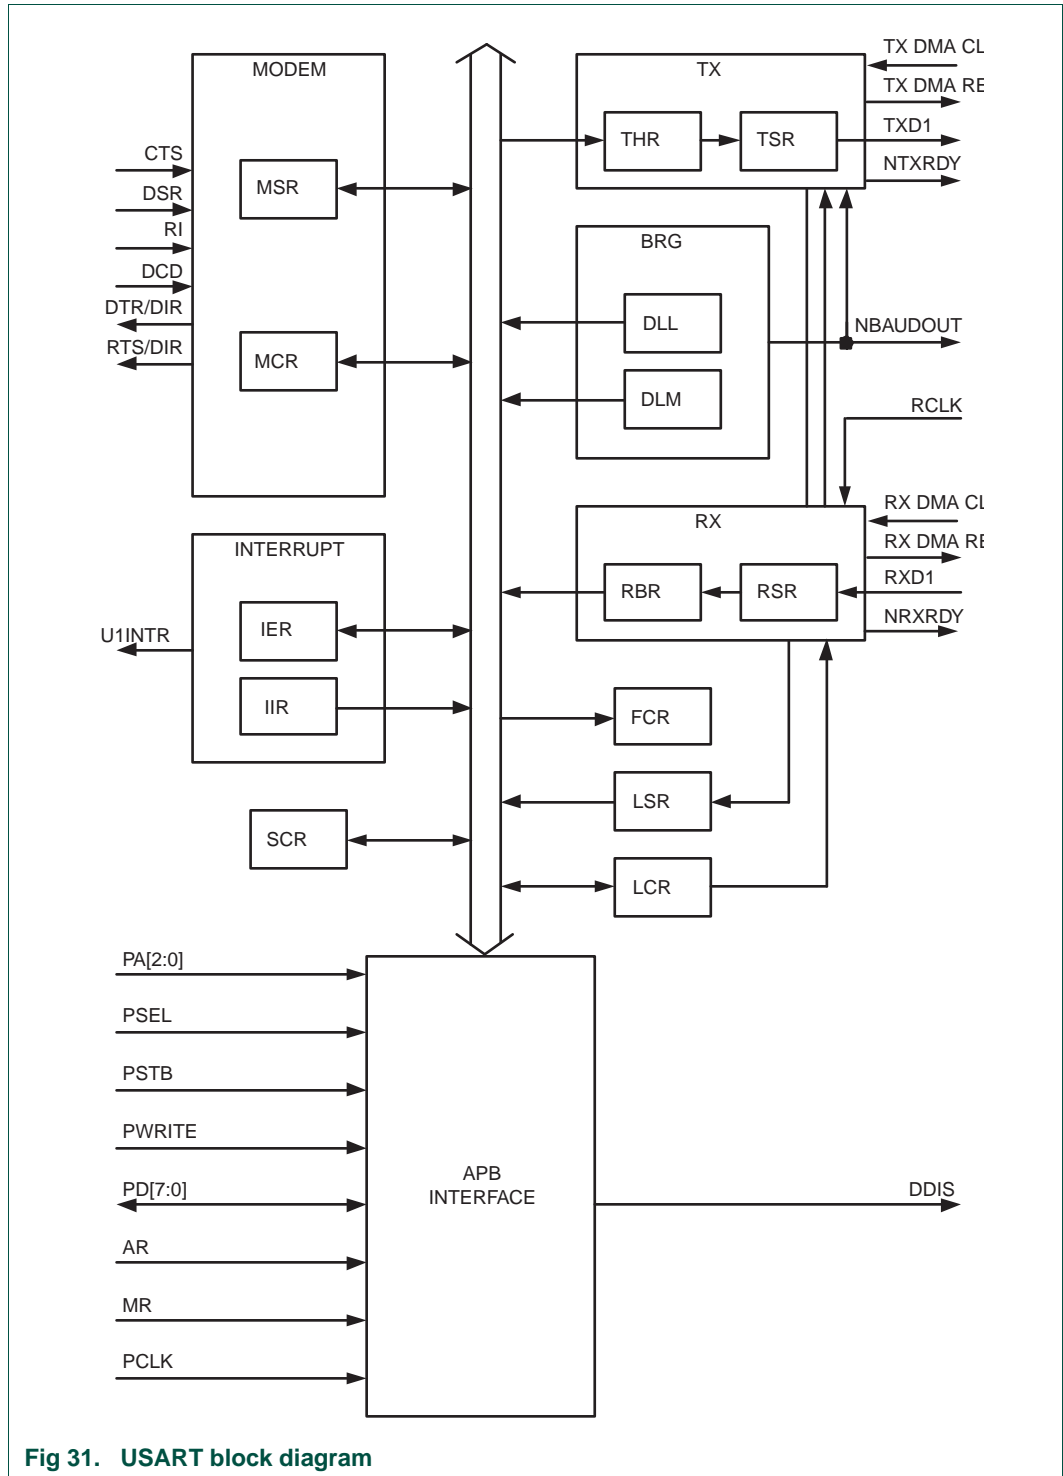 MODEM
MSR
MCR
CTS
DSR
RI
DCD
DTR/DIR
RTS/DIR
TX
THR
TSR
TX DMA CL
TX DMA RE
TXD1
NTXRDY
BRG
DLL
DLM
NBAUDOUT
RCLK
INTERRUPT
IER
IIR
U1INTR
RX
RBR
RSR
RX DMA CL
RX DMA RE
RXD1
NRXRDY
FCR
LSR
LCR
SCR
PA[2:0]
PSEL
PSTB
PWRITE
PD[7:0]
AR
MR
PCLK
APB
INTERFACE
DDIS
Fig 31. USART block diagram